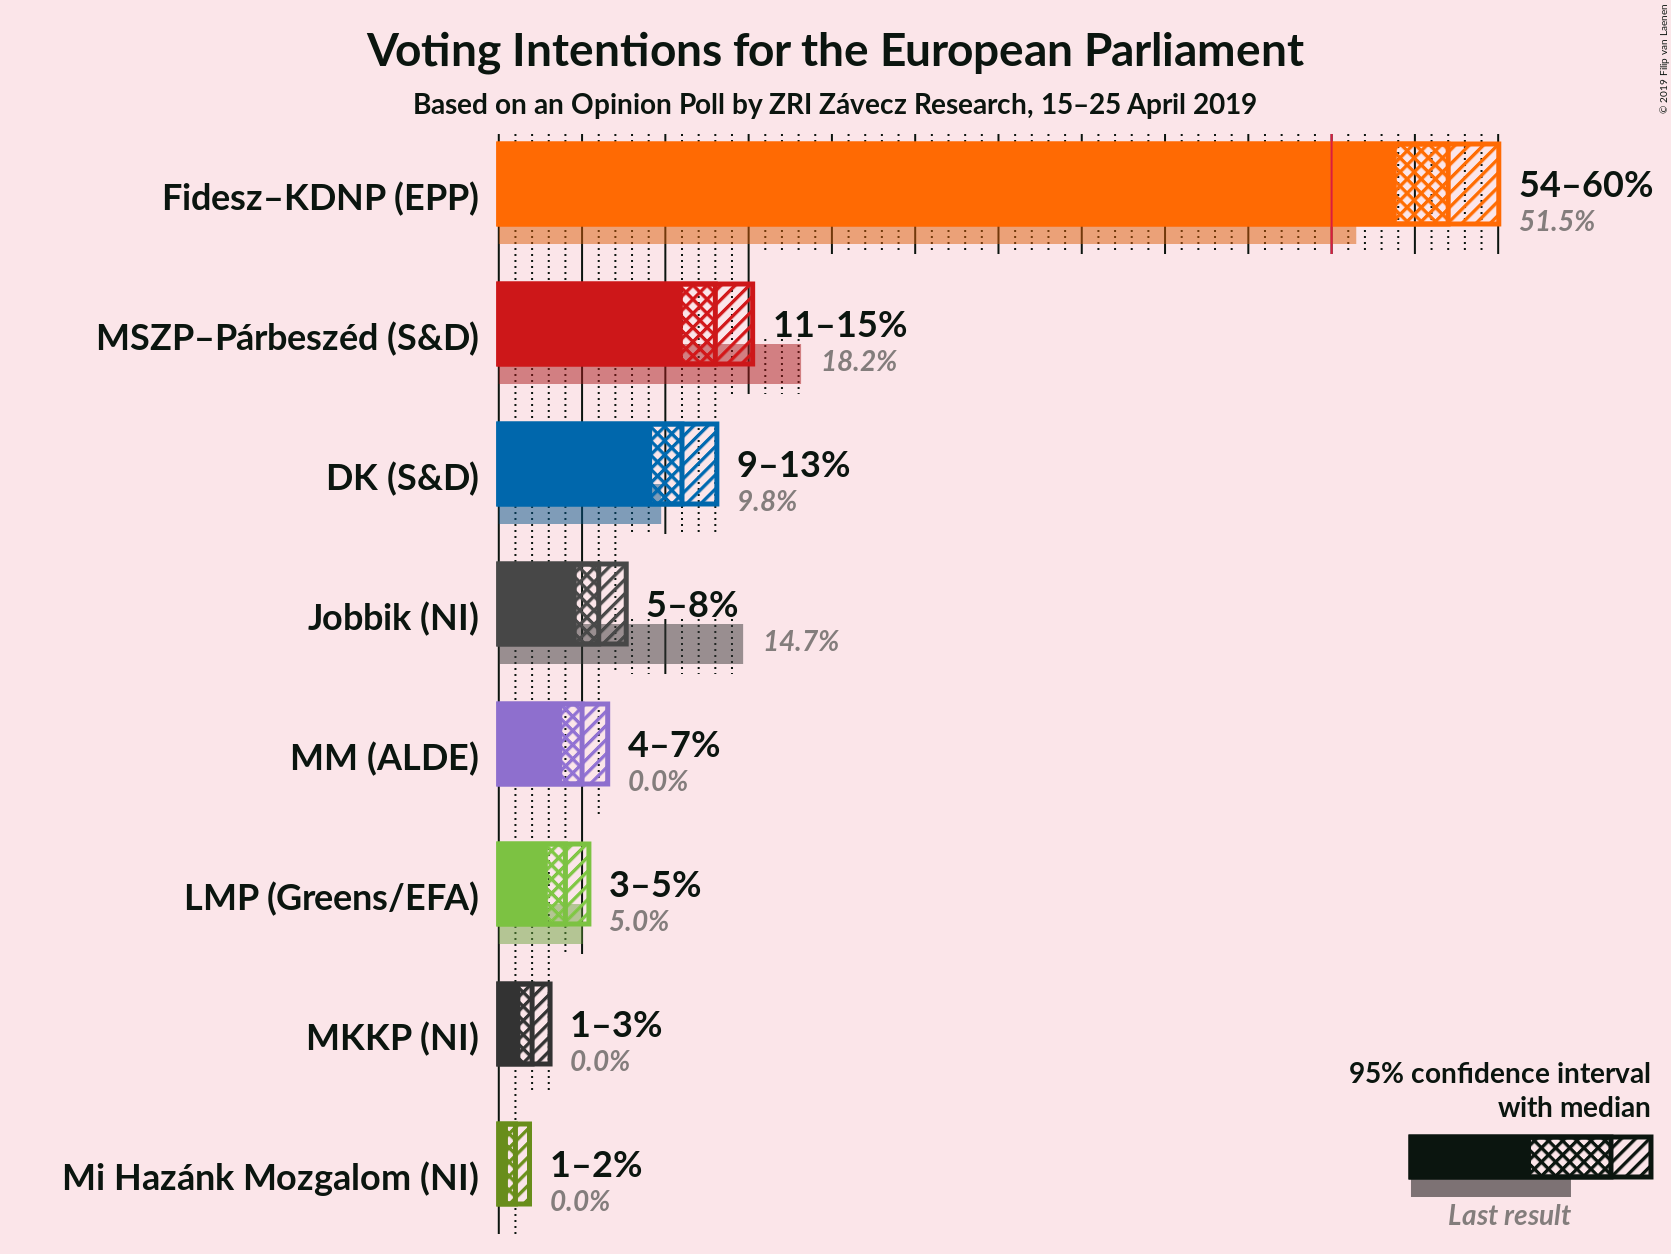 Voting Intentions for the European Parliament
Based on an Opinion Poll by ZRI Závecz Research, 15–25 April 2019
© 2019 Filip van Laenen
Fidesz–KDNP (EPP)
54–60%
51.5%
MSZP–Párbeszéd (S&D)
11–15%
18.2%
DK (S&D)
9–13%
9.8%
Jobbik (NI)
5–8%
14.7%
MM (ALDE)
4–7%
0.0%
LMP (Greens/EFA)
3–5%
5.0%
MKKP (NI)
1–3%
0.0%
Mi Hazánk Mozgalom (NI)
1–2%
0.0%
95% confidence interval
with median
Last result